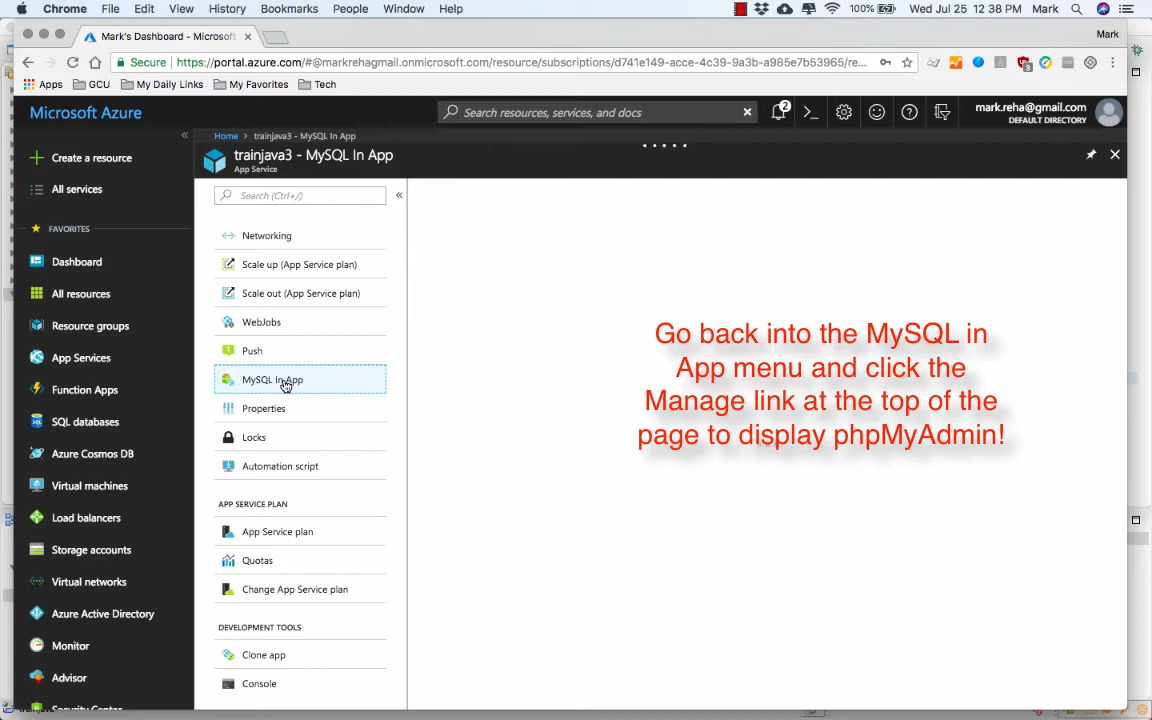 Chrome File Edit View History Bookmarks People Window Help 100% Wed Jul 25 12:38 PM Mark
Mark's Dashboard - Microsoft Mark
Secure https://portal.azure.com/#@markrehagmail.onmicrosoft.com/resource/subscriptions/d741e149-acce-4c39-9a3b-a985e7b53965/re...
Apps GCU My Daily Links My Favorites Tech
Microsoft Azure
Search resources, services, and docs
2
mark.reha@gmail.com
DEFAULT DIRECTORY
Home > trainjava3 - MySQL In App
trainjava3 - MySQL In App
App Service
Create a resource
All services
FAVORITES
Dashboard
All resources
Resource groups
App Services
Function Apps
SQL databases
Azure Cosmos DB
Virtual machines
Load balancers
Storage accounts
Virtual networks
Azure Active Directory
Monitor
Advisor
Security Center
Search (Ctrl+/)
Networking
Scale up (App Service plan)
Scale out (App Service plan)
WebJobs
Push
MySQL In App
Properties
Locks
Automation script
APP SERVICE PLAN
App Service plan
Quotas
Change App Service plan
DEVELOPMENT TOOLS
Clone app
Console
Go back into the MySQL in
App menu and click the
Manage link at the top of the
page to display phpMyAdmin!